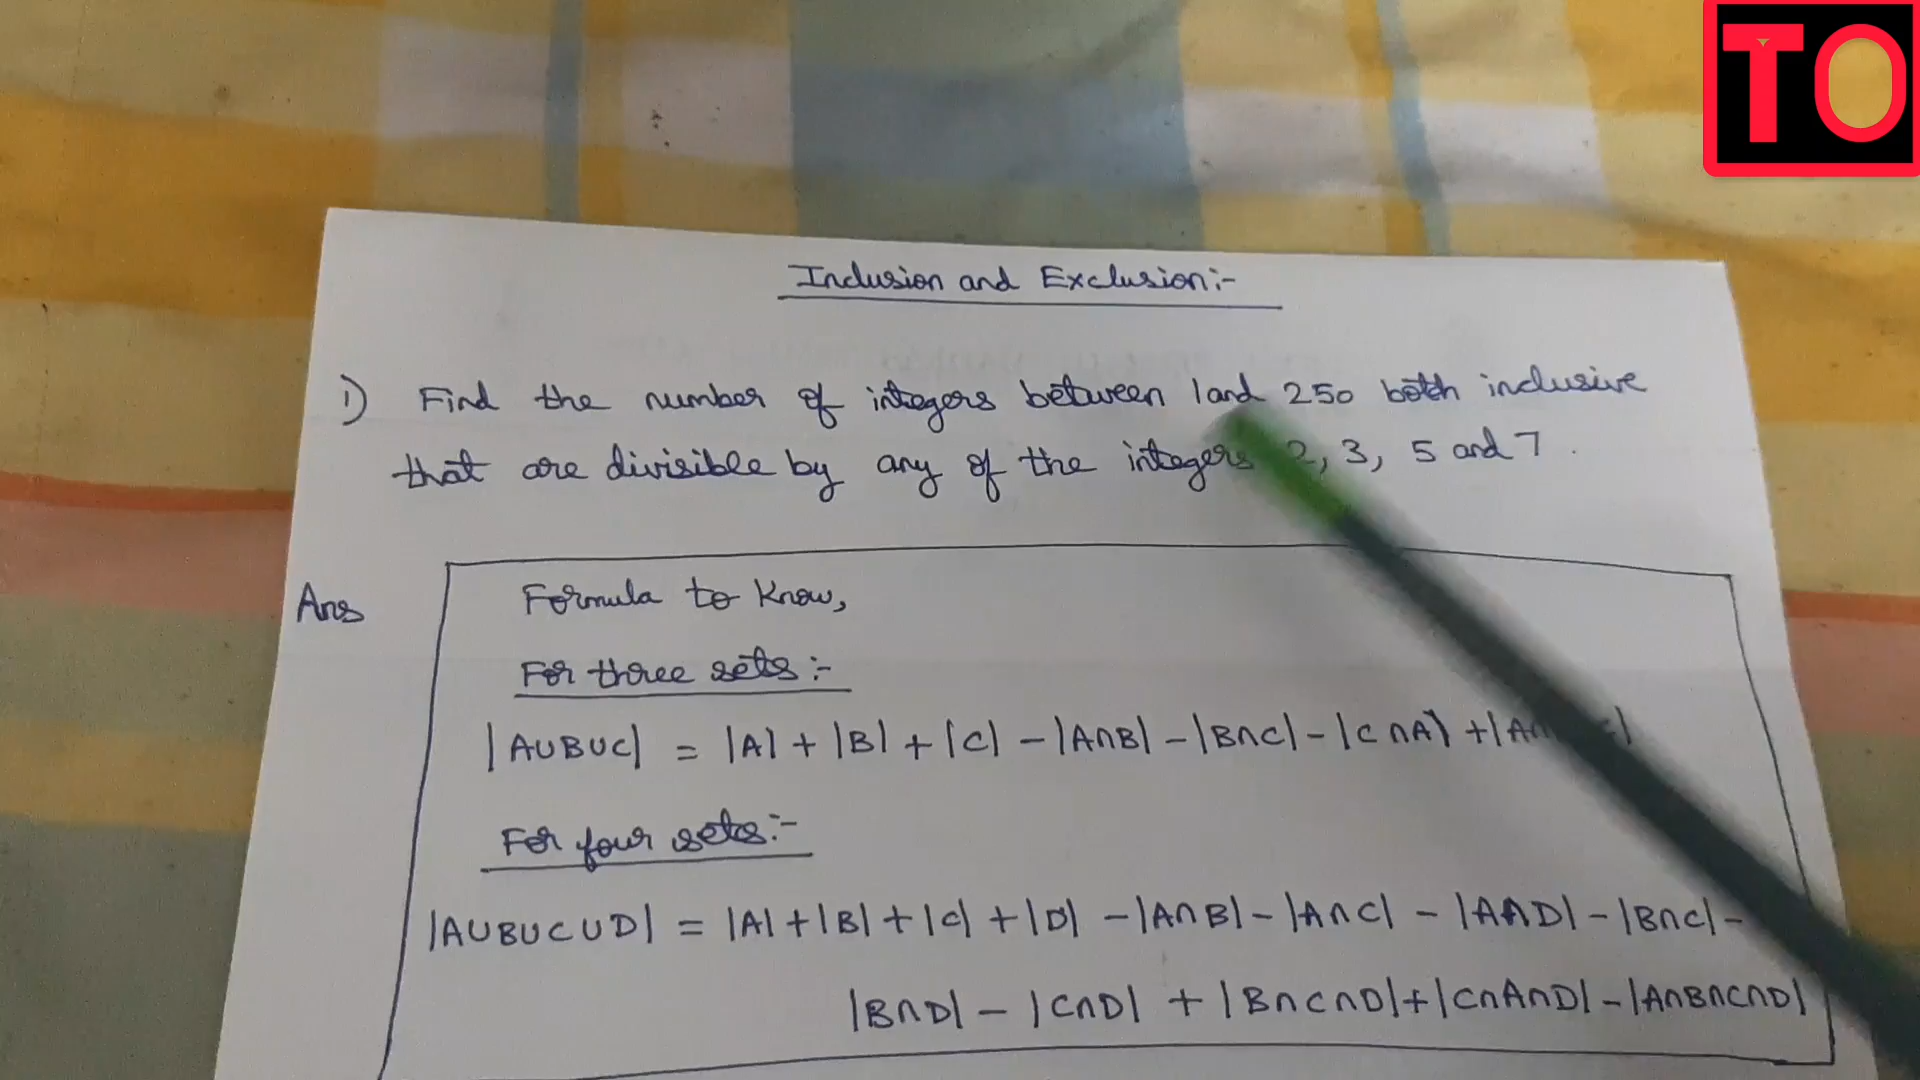 TO
Inclusion and Exclusion:-
1) Find the number of integers between 1 and 250 both inclusive
that are divisible by any of the integers 2, 3, 5 and 7.
Ans
Formula to Know,
For three sets:-
|A∪B∪C| = |A| + |B| + |C| - |A∩B| - |B∩C| - |C∩A| +
For four sets:-
|A∪B∪C∪D| = |A| + |B| + |C| + |D| - |A∩B| - |A∩C| - |A∩D| - |B∩C| -
|B∩D| - |C∩D| + |B∩C∩D| + |C∩A∩D| - |A∩B∩C∩D|